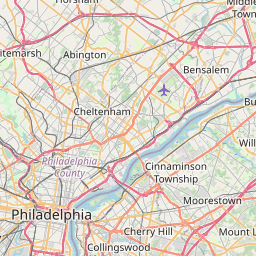 Horsham
Middle
Town
itemarsh
Abington
Bensalem
Bu
Cheltenham
Will
Philadelphia
County
Cinnaminson
Township
Moorestown
Philadelphia
Cherry Hill
Mount L
Collingswood